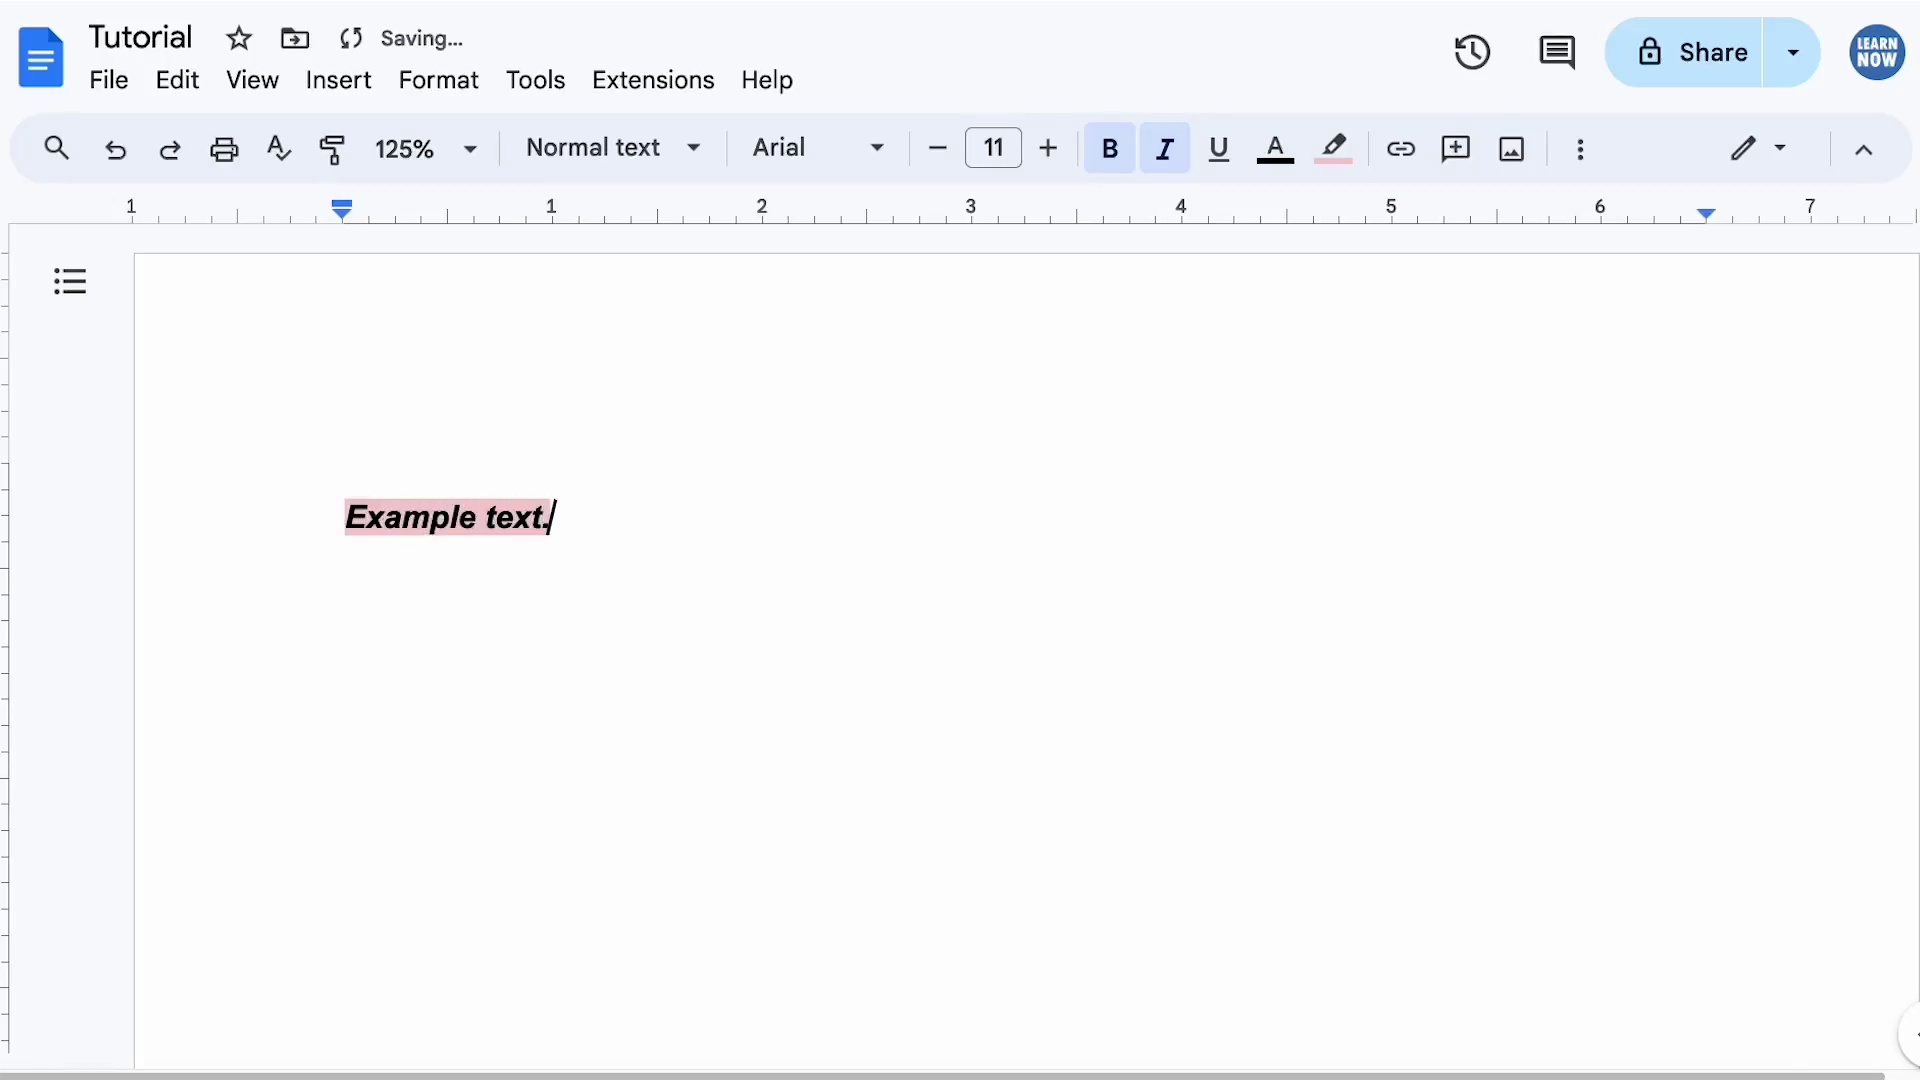 Tutorial Saving...
File Edit View Insert Format Tools Extensions Help
Share
LEARN
NOW
125% Normal text Arial 11 B I U A
1 1 2 3 4 5 6 7
Example text.